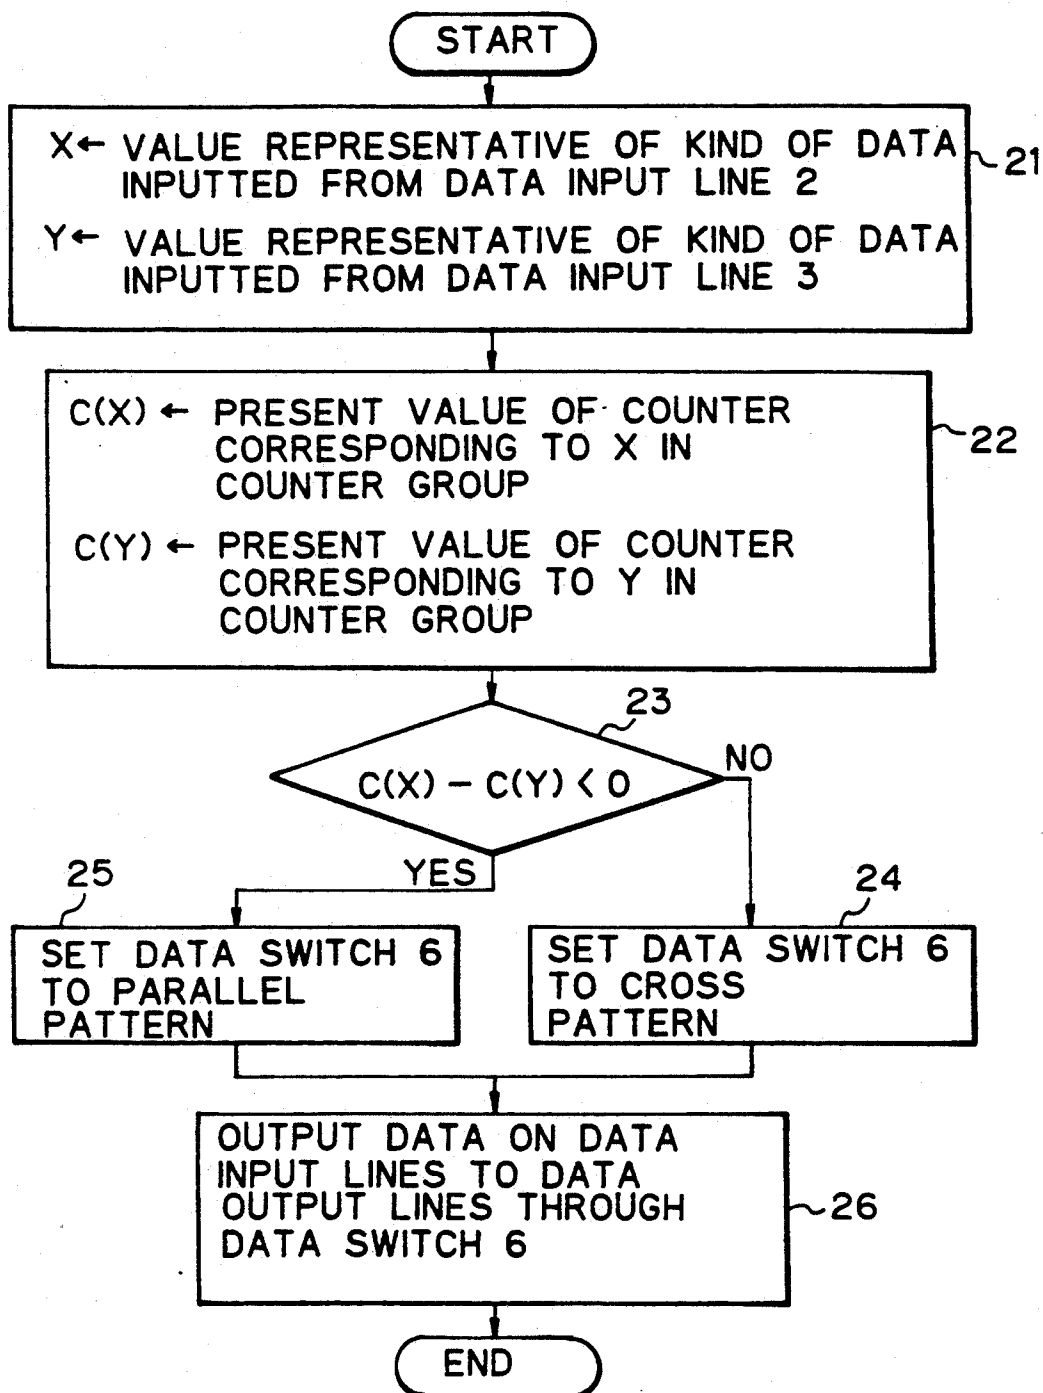 START
X← VALUE REPRESENTATIVE OF KIND OF DATA
INPUTTED FROM DATA INPUT LINE 2
21
Y← VALUE REPRESENTATIVE OF KIND OF DATA
INPUTTED FROM DATA INPUT LINE 3
C(X) ← PRESENT VALUE OF COUNTER
CORRESPONDING TO X IN
COUNTER GROUP
22
C(Y) ← PRESENT VALUE OF COUNTER
CORRESPONDING TO Y IN
COUNTER GROUP
23
C(X) – C(Y) < 0
NO
YES
25
SET DATA SWITCH 6
TO PARALLEL
PATTERN
24
SET DATA SWITCH 6
TO CROSS
PATTERN
OUTPUT DATA ON DATA
INPUT LINES TO DATA
OUTPUT LINES THROUGH
DATA SWITCH 6
26
END